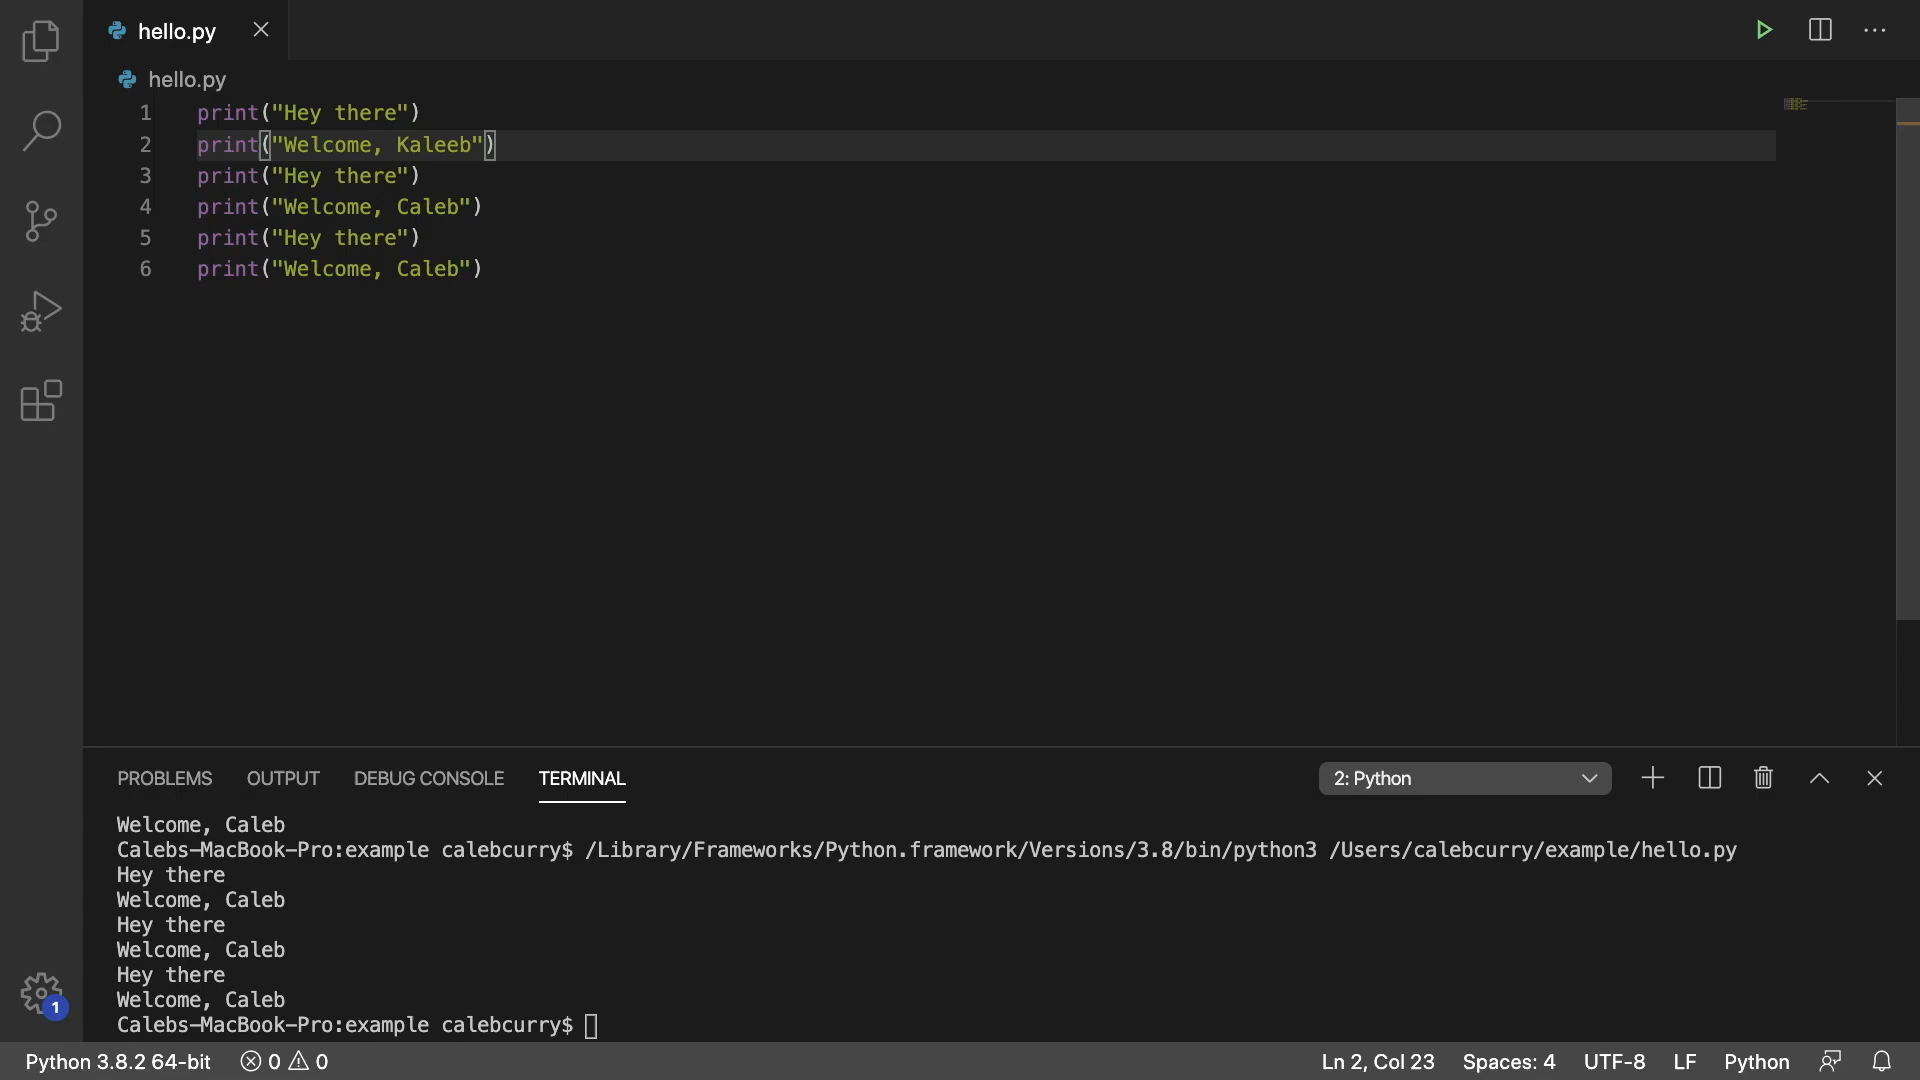 hello.py
hello.py
1 print("Hey there")
2 print("Welcome, Kaleeb")
3 print("Hey there")
4 print("Welcome, Caleb")
5 print("Hey there")
6 print("Welcome, Caleb")
PROBLEMS OUTPUT DEBUG CONSOLE TERMINAL 2: Python
Welcome, Caleb
Calebs-MacBook-Pro:example calebcurry$ /Library/Frameworks/Python.framework/Versions/3.8/bin/python3 /Users/calebcurry/example/hello.py
Hey there
Welcome, Caleb
Hey there
Welcome, Caleb
Hey there
Welcome, Caleb
Calebs-MacBook-Pro:example calebcurry$
1
Python 3.8.2 64-bit 0 0 Ln 2, Col 23 Spaces: 4 UTF-8 LF Python